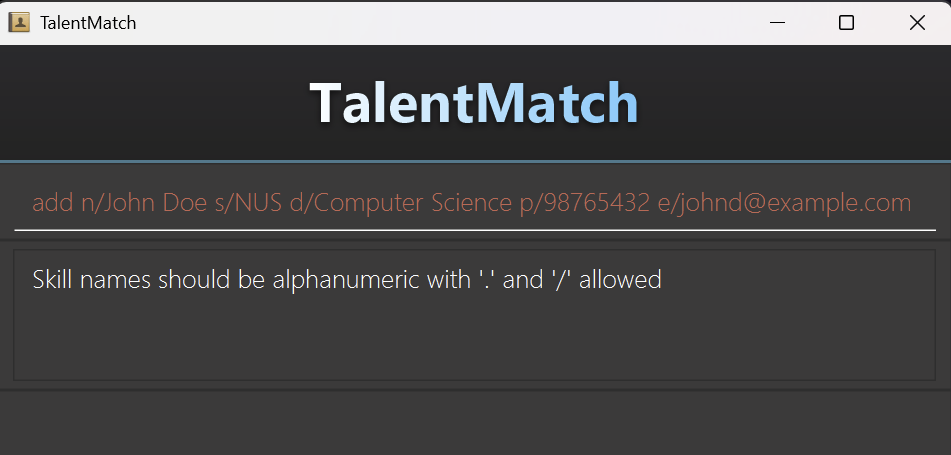 TalentMatch
TalentMatch
add n/John Doe s/NUS d/Computer Science p/98765432 e/johnd@example.com
Skill names should be alphanumeric with '.' and '/' allowed